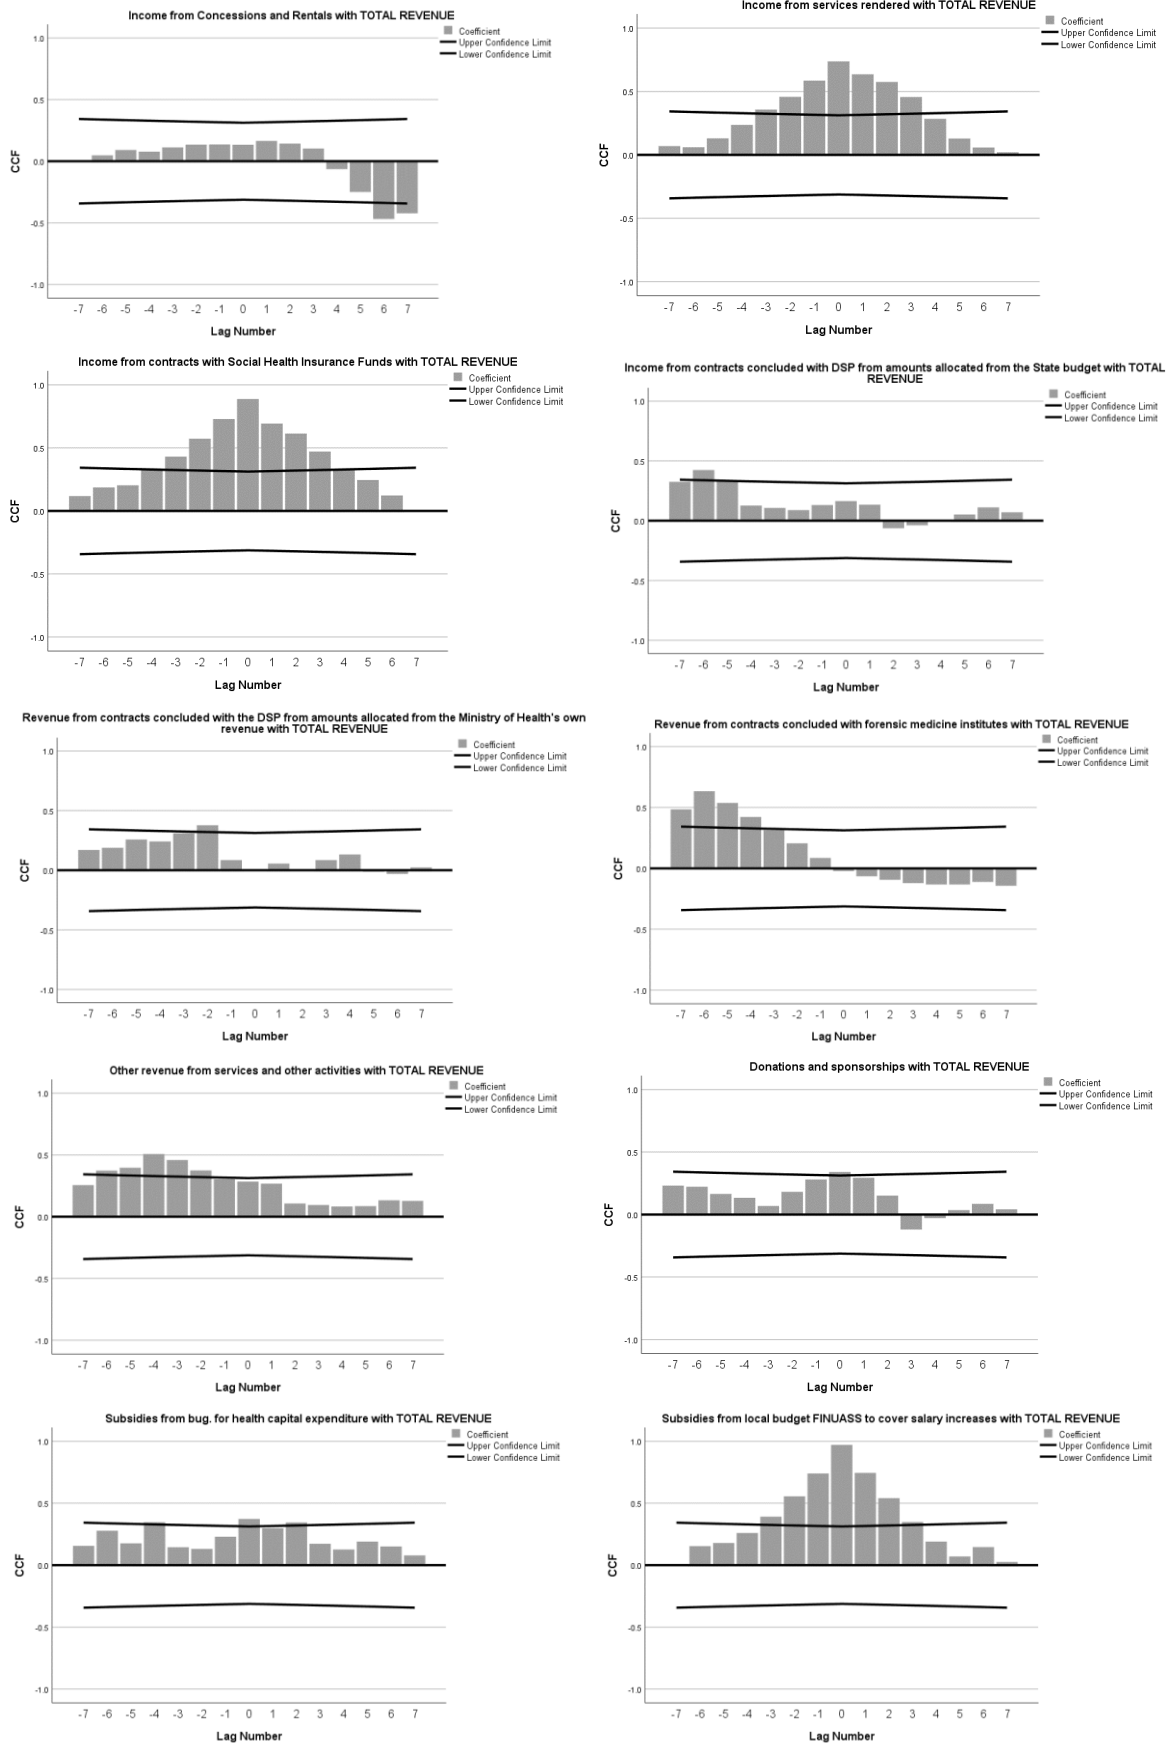 Income from Concessions and Rentals with TOTAL REVENUE
Coefficient
Upper Confidence Limit
Lower Confidence Limit
1.0
0.5
0.0
-0.5
-1.0
CCF
-7 -6 -5 -4 -3 -2 -1 0 1 2 3 4 5 6 7
Lag Number
Income from services rendered with TOTAL REVENUE
Coefficient
Upper Confidence Limit
Lower Confidence Limit
1.0
0.5
0.0
-0.5
-1.0
CCF
-7 -6 -5 -4 -3 -2 -1 0 1 2 3 4 5 6 7
Lag Number
Income from contracts with Social Health Insurance Funds with TOTAL REVENUE
Coefficient
Upper Confidence Limit
Lower Confidence Limit
1.0
0.5
0.0
-0.5
-1.0
CCF
-7 -6 -5 -4 -3 -2 -1 0 1 2 3 4 5 6 7
Lag Number
Income from contracts concluded with DSP from amounts allocated from the State budget with TOTAL
REVENUE
Coefficient
Upper Confidence Limit
Lower Confidence Limit
1.0
0.5
0.0
-0.5
-1.0
CCF
-7 -6 -5 -4 -3 -2 -1 0 1 2 3 4 5 6 7
Lag Number
Revenue from contracts concluded with the DSP from amounts allocated from the Ministry of Health's own
revenue with TOTAL REVENUE
Coefficient
Upper Confidence Limit
Lower Confidence Limit
1.0
0.5
0.0
-0.5
-1.0
CCF
-7 -6 -5 -4 -3 -2 -1 0 1 2 3 4 5 6 7
Lag Number
Revenue from contracts concluded with forensic medicine institutes with TOTAL REVENUE
Coefficient
Upper Confidence Limit
Lower Confidence Limit
1.0
0.5
0.0
-0.5
-1.0
CCF
-7 -6 -5 -4 -3 -2 -1 0 1 2 3 4 5 6 7
Lag Number
Other revenue from services and other activities with TOTAL REVENUE
Coefficient
Upper Confidence Limit
Lower Confidence Limit
1.0
0.5
0.0
-0.5
-1.0
CCF
-7 -6 -5 -4 -3 -2 -1 0 1 2 3 4 5 6 7
Lag Number
Donations and sponsorships with TOTAL REVENUE
Coefficient
Upper Confidence Limit
Lower Confidence Limit
1.0
0.5
0.0
-0.5
-1.0
CCF
-7 -6 -5 -4 -3 -2 -1 0 1 2 3 4 5 6 7
Lag Number
Subsidies from bug. for health capital expenditure with TOTAL REVENUE
Coefficient
Upper Confidence Limit
Lower Confidence Limit
1.0
0.5
0.0
-0.5
-1.0
CCF
-7 -6 -5 -4 -3 -2 -1 0 1 2 3 4 5 6 7
Lag Number
Subsidies from local budget FINUASS to cover salary increases with TOTAL REVENUE
Coefficient
Upper Confidence Limit
Lower Confidence Limit
1.0
0.5
0.0
-0.5
-1.0
CCF
-7 -6 -5 -4 -3 -2 -1 0 1 2 3 4 5 6 7
Lag Number